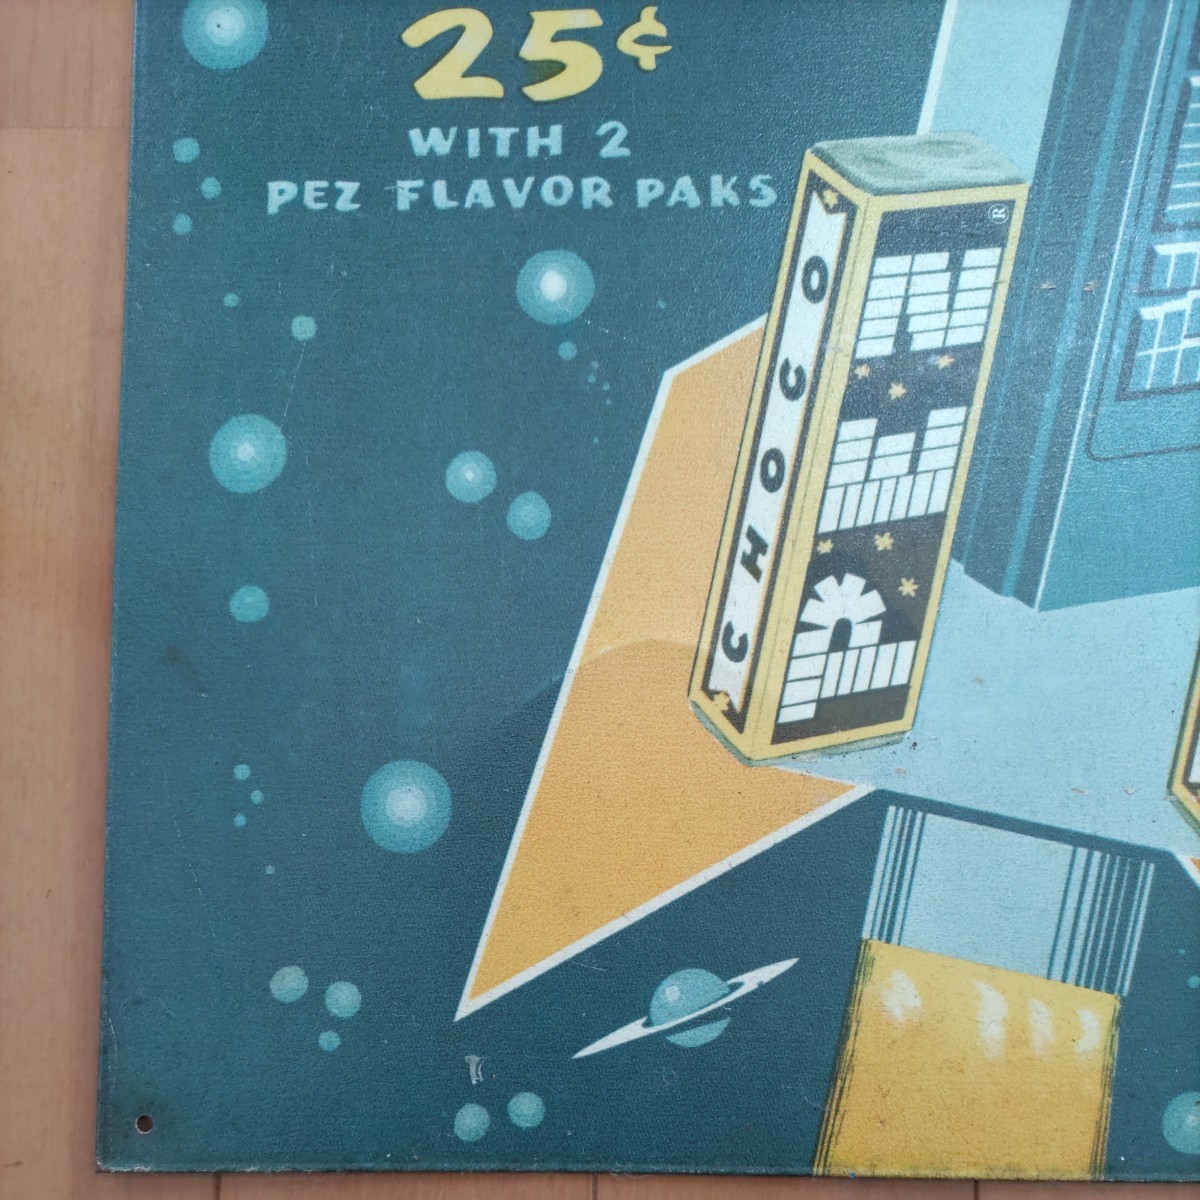 25¢
WITH 2
PEZ FLAVOR PAKS
CHOCO
PEZ®